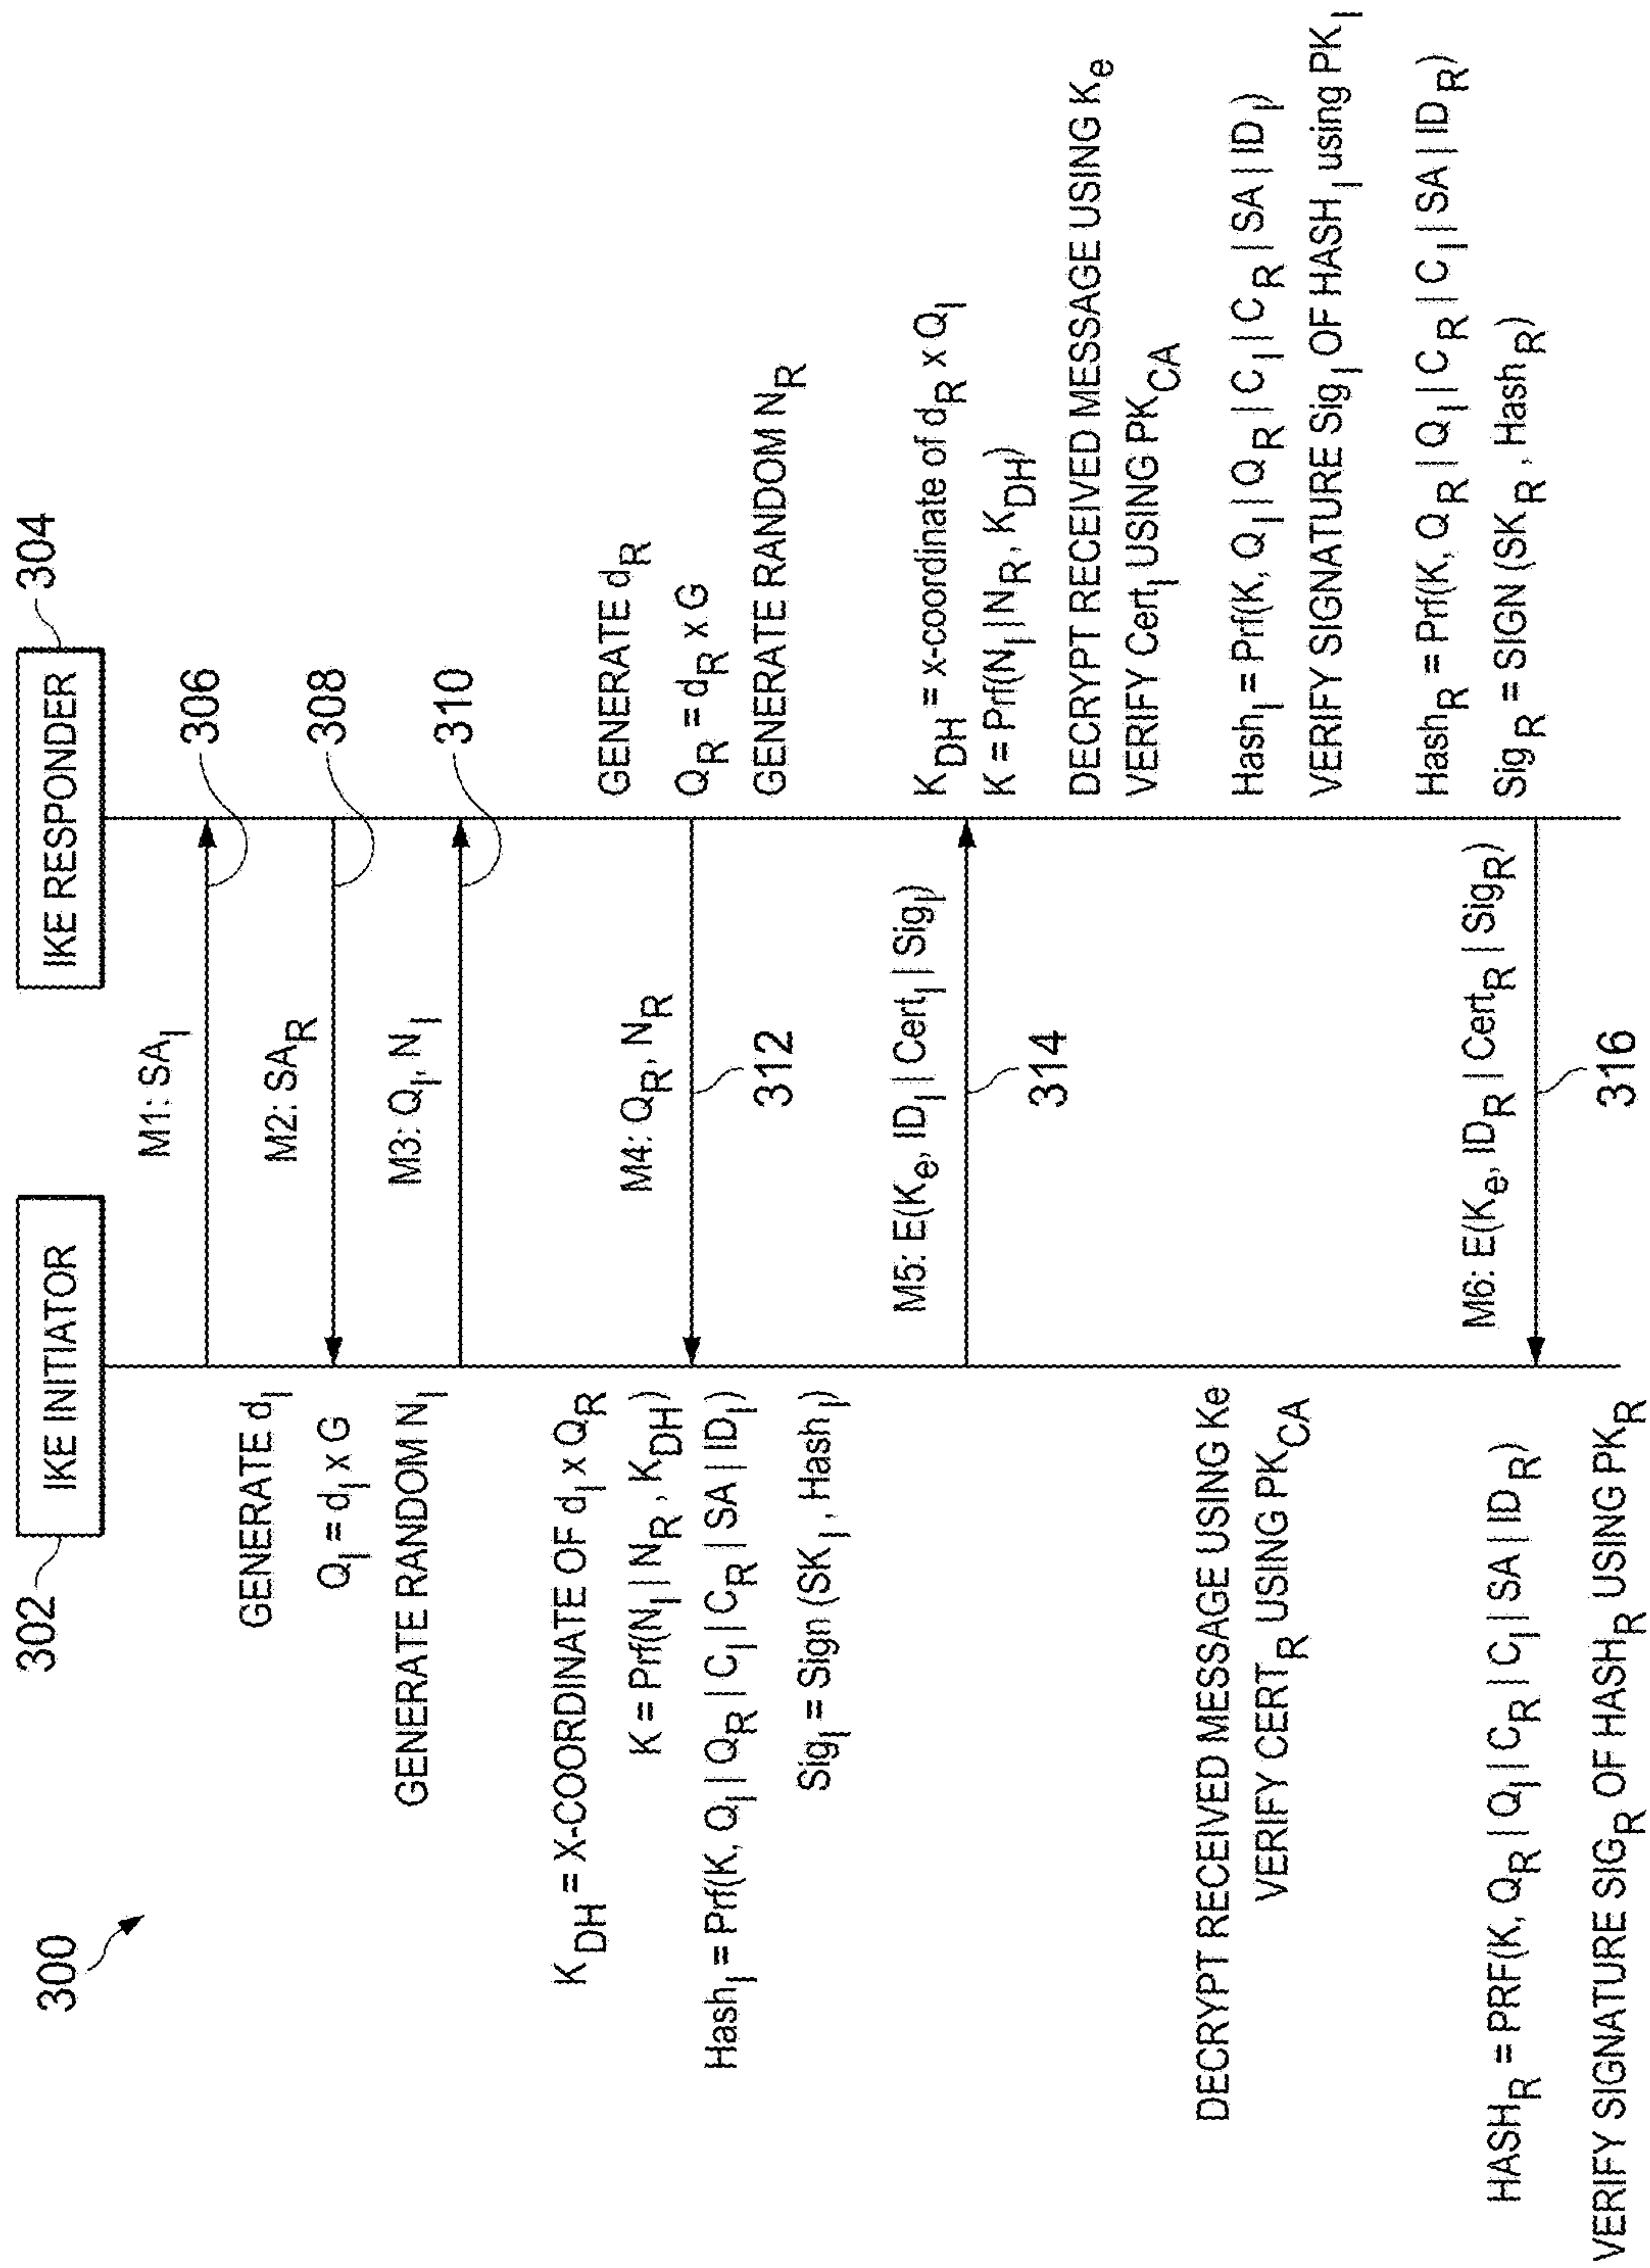 300
302
IKE INITIATOR
IKE RESPONDER
304
M1: SA_I
306
M2: SA_R
308
GENERATE d_I
Q_I = d_I x G
GENERATE RANDOM N_I
M3: Q_I, N_I
310
GENERATE d_R
Q_R = d_R x G
GENERATE RANDOM N_R
M4: Q_R, N_R
312
K_DH = X-COORDINATE OF d_I x Q_R
K = Prf(N_I | N_R, K_DH)
Hash_I = Prf(K, Q_I | Q_R | C_I | C_R | SA | ID_I)
Sig_I = Sign (SK_I, Hash_I)
M5: E(K_e, ID_I | Cert_I | Sig_I)
314
K_DH = x-coordinate of d_R x Q_I
K = Prf(N_I | N_R, K_DH)
DECRYPT RECEIVED MESSAGE USING K_e
VERIFY Cert_I USING PK_CA
Hash_I = Prf(K, Q_I | Q_R | C_I | C_R | SA | ID_I)
VERIFY SIGNATURE Sig_I OF HASH_I using PK_I
Hash_R = Prf(K, Q_R | Q_I | C_R | C_I | SA | ID_R)
Sig_R = SIGN (SK_R, Hash_R)
M6: E(K_e, ID_R | Cert_R | Sig_R)
316
DECRYPT RECEIVED MESSAGE USING Ke
VERIFY CERT_R USING PK_CA
HASH_R = PRF(K, Q_R | Q_I | C_R | C_I | SA | ID_R)
VERIFY SIGNATURE SIG_R OF HASH_R USING PK_R